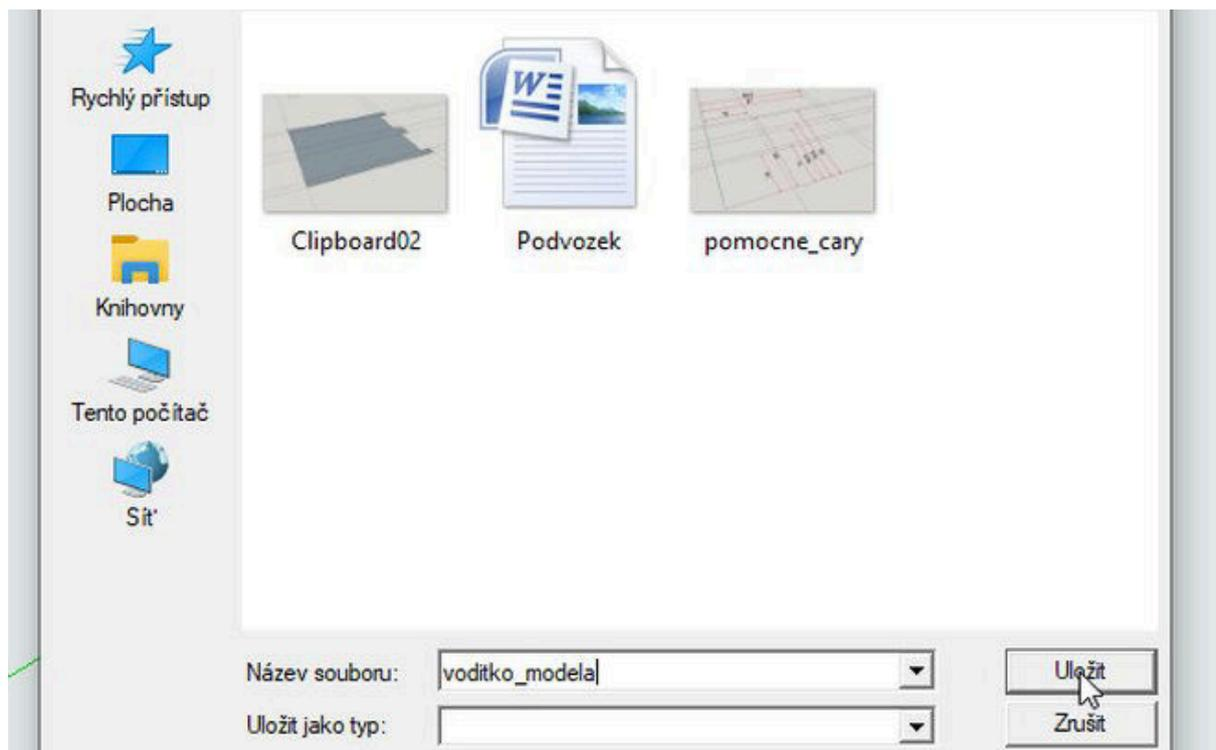 Rychlý přístup
Plocha
Knihovny
Tento počítač
Síť
Clipboard02
Podvozek
pomocne_cary
Název souboru:
voditko_modela
Uložit
Uložit jako typ:
Zrušit